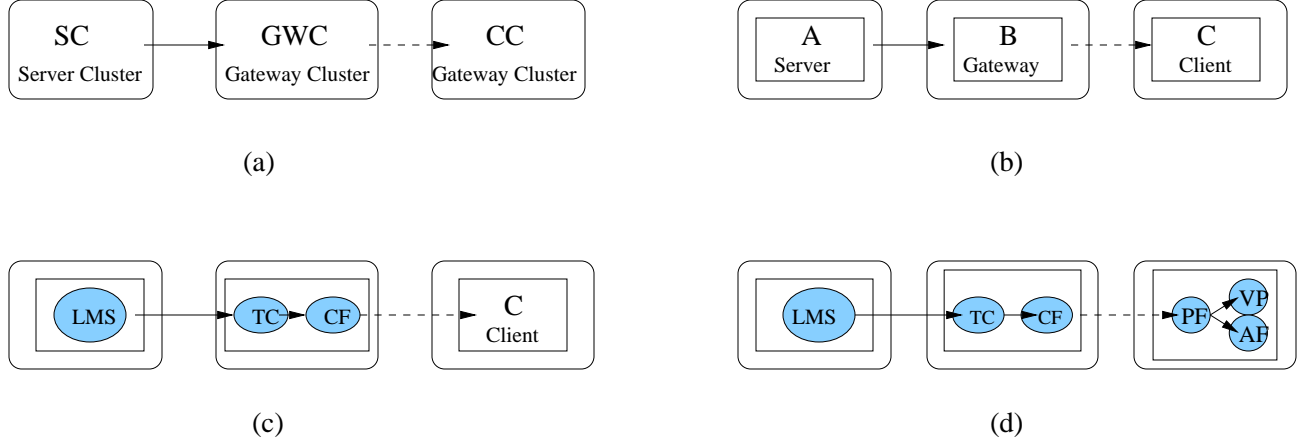 SC GWC CC
Server Cluster Gateway Cluster Gateway Cluster
A B C
Server Gateway Client
(a) (b)
LMS TC CF C
Client
LMS TC CF PF VP
AF
(c) (d)